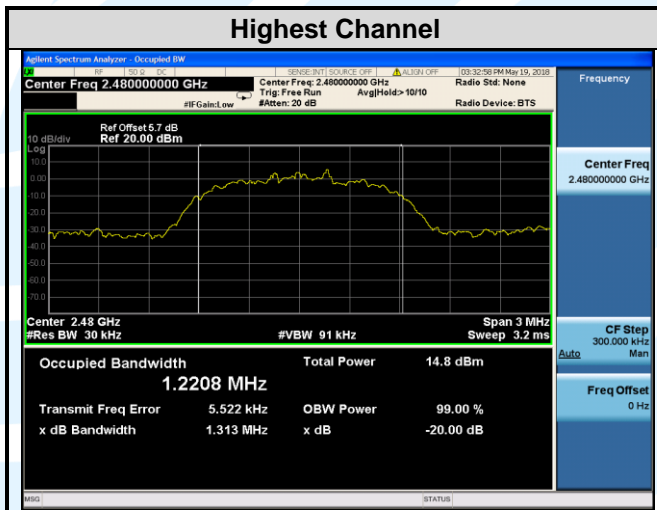 Highest Channel
Agilent Spectrum Analyzer - Occupied BW
RF 50 Ω DC SENSE:INT SOURCE OFF ALIGN OFF 03:32:58 PM May 19, 2018
Center Freq 2.480000000 GHz Center Freq: 2.480000000 GHz Radio Std: None
Trig: Free Run Avg|Hold:> 10/10
#IFGain:Low #Atten: 20 dB Radio Device: BTS
Ref Offset 5.7 dB
10 dB/div Ref 20.00 dBm
Log
10.0
0.00
-10.0
-20.0
-30.0
-40.0
-50.0
-60.0
-70.0
Center 2.48 GHz Span 3 MHz
#Res BW 30 kHz #VBW 91 kHz Sweep 3.2 ms
Occupied Bandwidth Total Power 14.8 dBm
1.2208 MHz
Transmit Freq Error 5.522 kHz OBW Power 99.00 %
x dB Bandwidth 1.313 MHz x dB -20.00 dB
MSG STATUS
Frequency
Center Freq
2.480000000 GHz
CF Step
300.000 kHz
Auto Man
Freq Offset
0 Hz